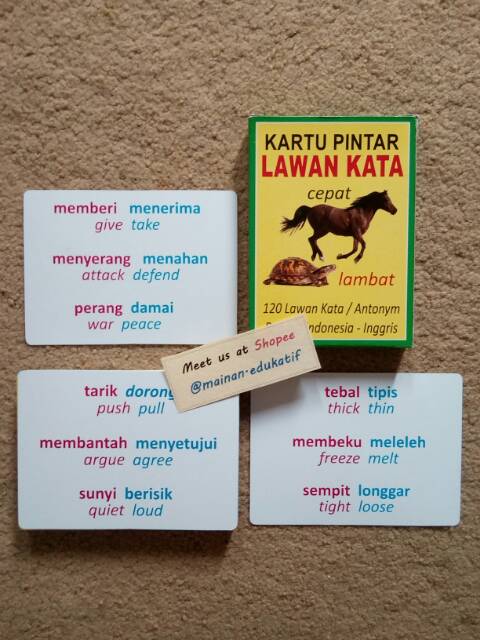 KARTU PINTAR
LAWAN KATA
cepat
lambat
120 Lawan Kata / Antonym
Indonesia - Inggris
memberi menerima
give take
menyerang menahan
attack defend
perang damai
war peace
Meet us at Shopee
@mainan.edukatif
tarik dorong
push pull
membantah menyetujui
argue agree
sunyi berisik
quiet loud
tebal tipis
thick thin
membeku meleleh
freeze melt
sempit longgar
tight loose